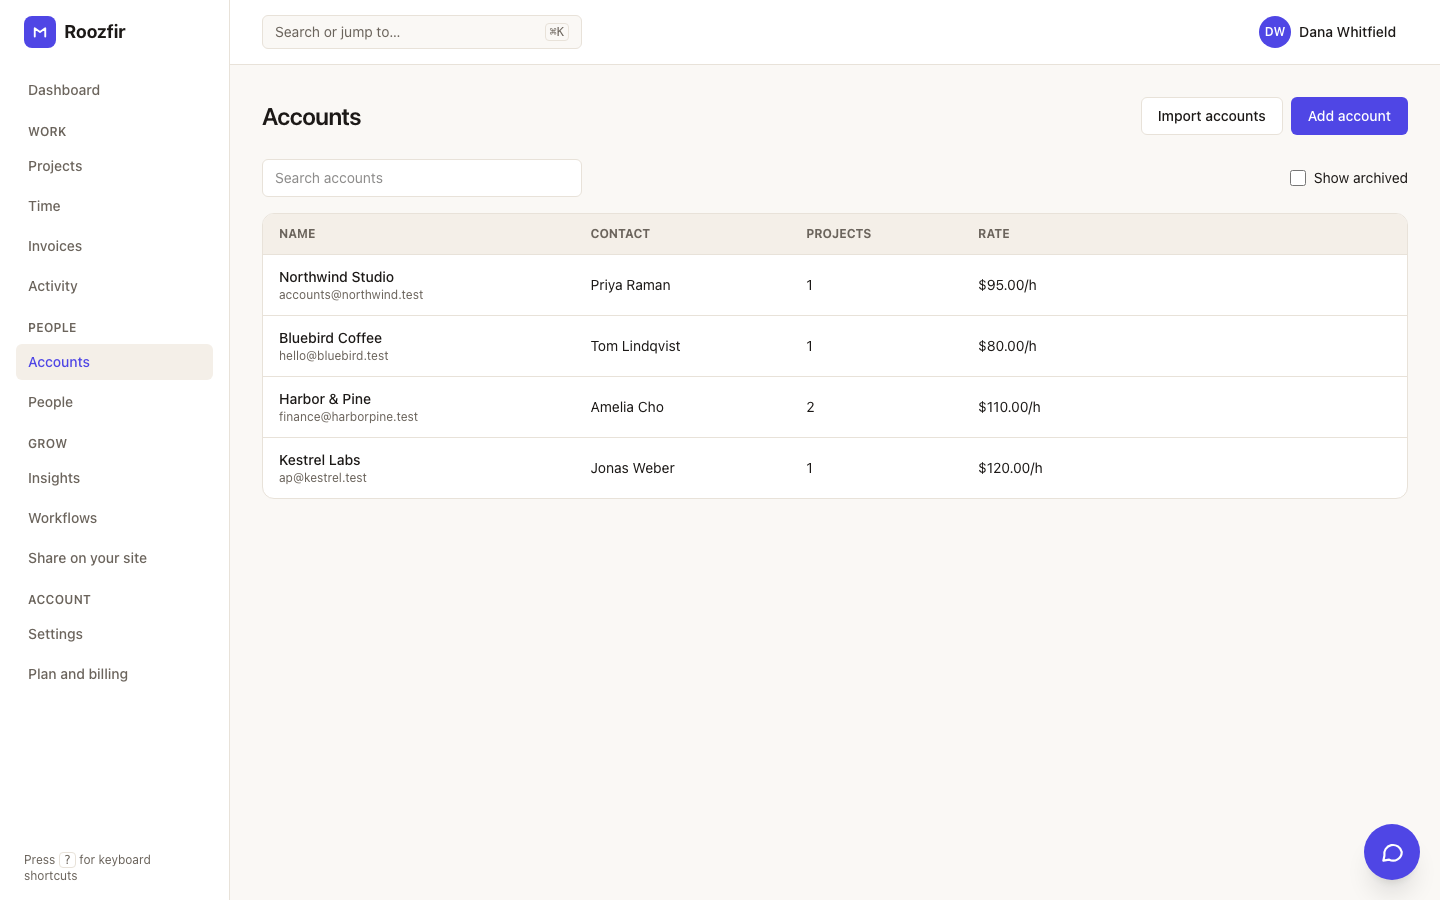 Roozfir
Search or jump to... ⌘K
Dana Whitfield
DW
Dashboard
WORK
Projects
Time
Invoices
Activity
PEOPLE
Accounts
People
GROW
Insights
Workflows
Share on your site
ACCOUNT
Settings
Plan and billing
Press ? for keyboard
shortcuts
Accounts
Import accounts
Add account
Search accounts
Show archived
NAME CONTACT PROJECTS RATE
Northwind Studio
accounts@northwind.test
Priya Raman 1 $95.00/h
Bluebird Coffee
hello@bluebird.test
Tom Lindqvist 1 $80.00/h
Harbor & Pine
finance@harborpine.test
Amelia Cho 2 $110.00/h
Kestrel Labs
ap@kestrel.test
Jonas Weber 1 $120.00/h